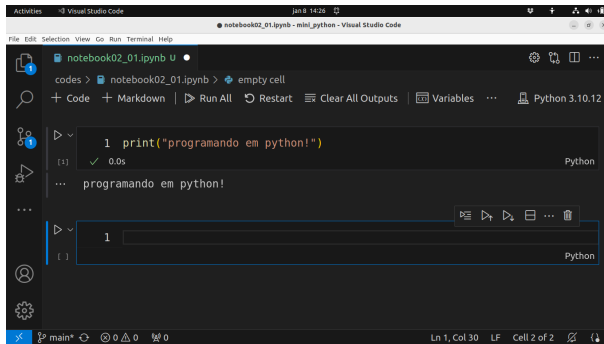 Activities Visual Studio Code Jan 8 14:26
notebook02_01.ipynb - mini_python - Visual Studio Code
File Edit Selection View Go Run Terminal Help
notebook02_01.ipynb U
codes > notebook02_01.ipynb > empty cell
+ Code + Markdown | Run All Restart Clear All Outputs | Variables ... Python 3.10.12
1 print("programando em python!")
[1] ✓ 0.0s Python
... programando em python!
1
[ ] Python
main* 0 0 0 Ln 1, Col 30 LF Cell 2 of 2